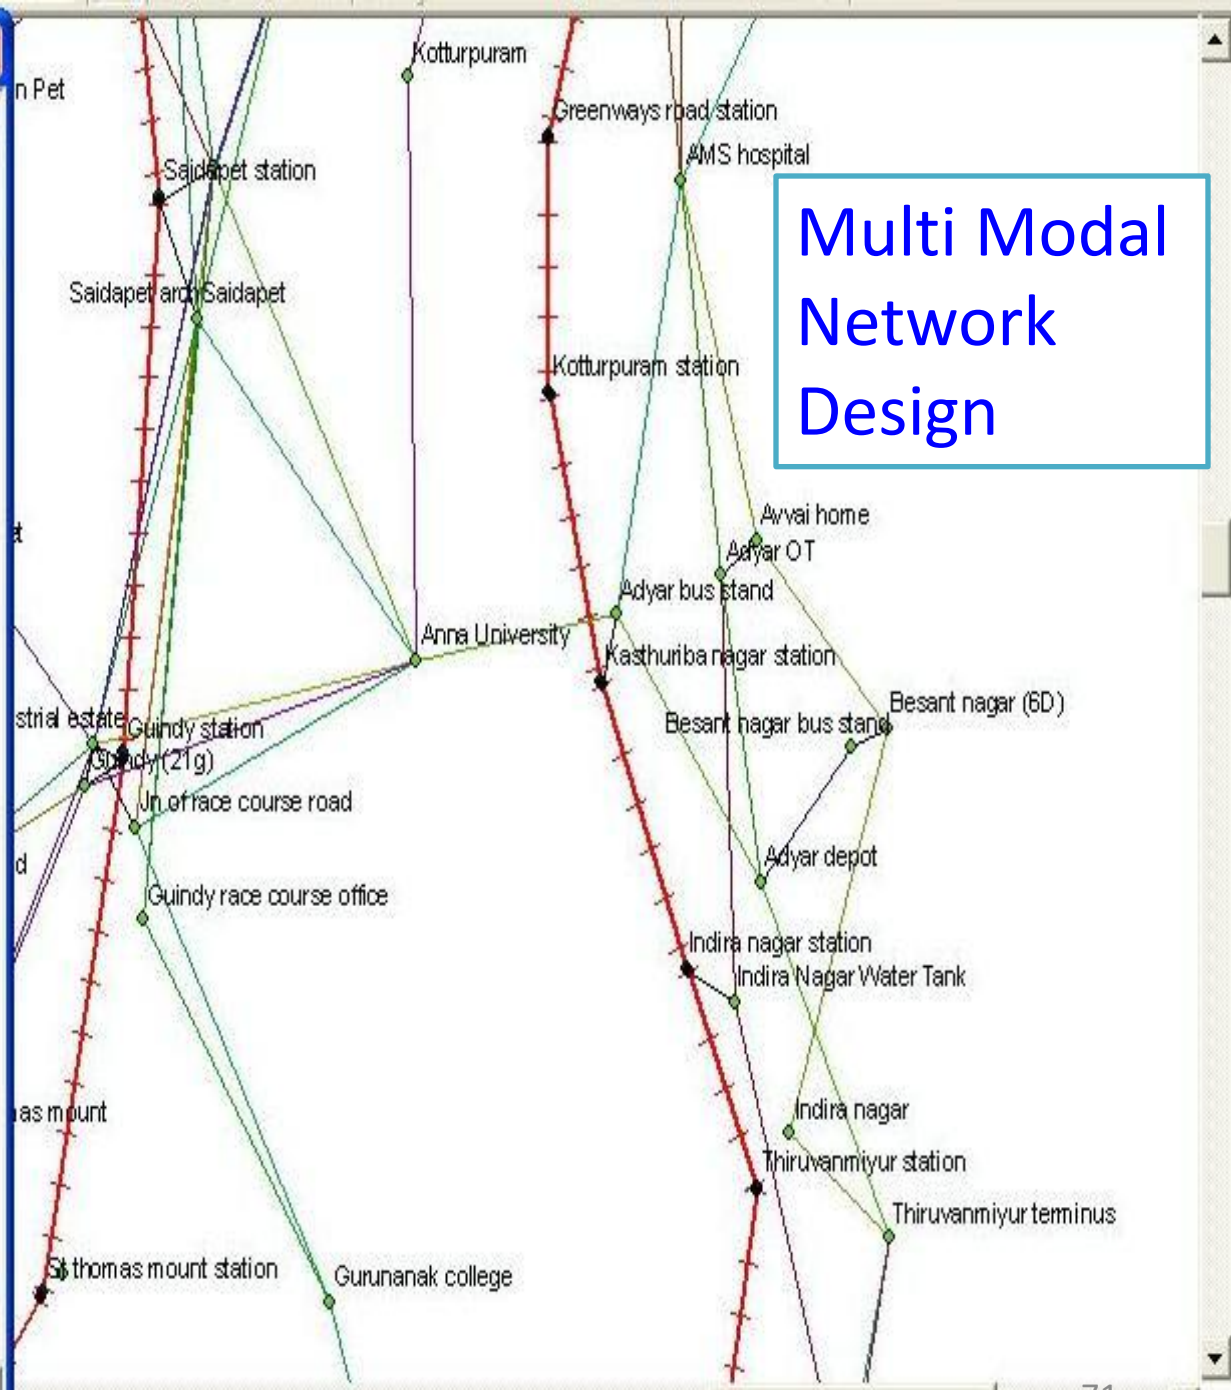 Kotturpuram
n Pet
Greenways road station
AMS hospital
Saidapet station
Multi Modal
Network
Design
Saidapet arch Saidapet
Kotturpuram station
Avvai home
Adyar OT
Adyar bus stand
Anna University
Kasthuriba nagar station
Besant nagar (6D)
strial estate
Guindy station
Besant nagar bus stand
Guindy (21g)
Jn of race course road
Adyar depot
d
Guindy race course office
Indira nagar station
Indira Nagar Water Tank
as mount
Indira nagar
Thiruvanmiyur station
Thiruvanmiyur terminus
St thomas mount station
Gurunanak college